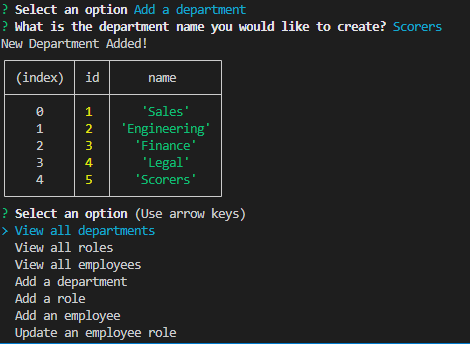 ? Select an option Add a department
? What is the department name you would like to create? Scorers
New Department Added!
(index) id name
0 1 'Sales'
1 2 'Engineering'
2 3 'Finance'
3 4 'Legal'
4 5 'Scorers'
? Select an option (Use arrow keys)
> View all departments
View all roles
View all employees
Add a department
Add a role
Add an employee
Update an employee role